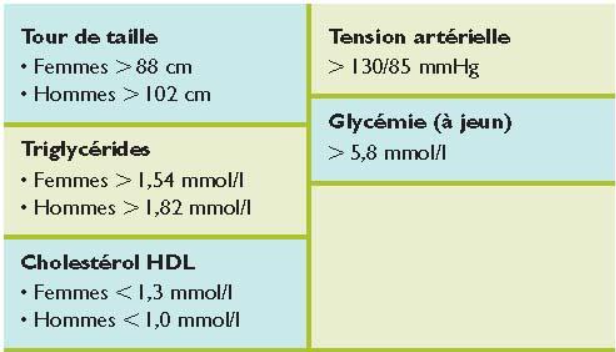 Tour de taille
• Femmes > 88 cm
• Hommes > 102 cm
Triglycérides
• Femmes > 1,54 mmol/l
• Hommes > 1,82 mmol/l
Cholestérol HDL
• Femmes < 1,3 mmol/l
• Hommes < 1,0 mmol/l
Tension artérielle
> 130/85 mmHg
Glycémie (à jeun)
> 5,8 mmol/l